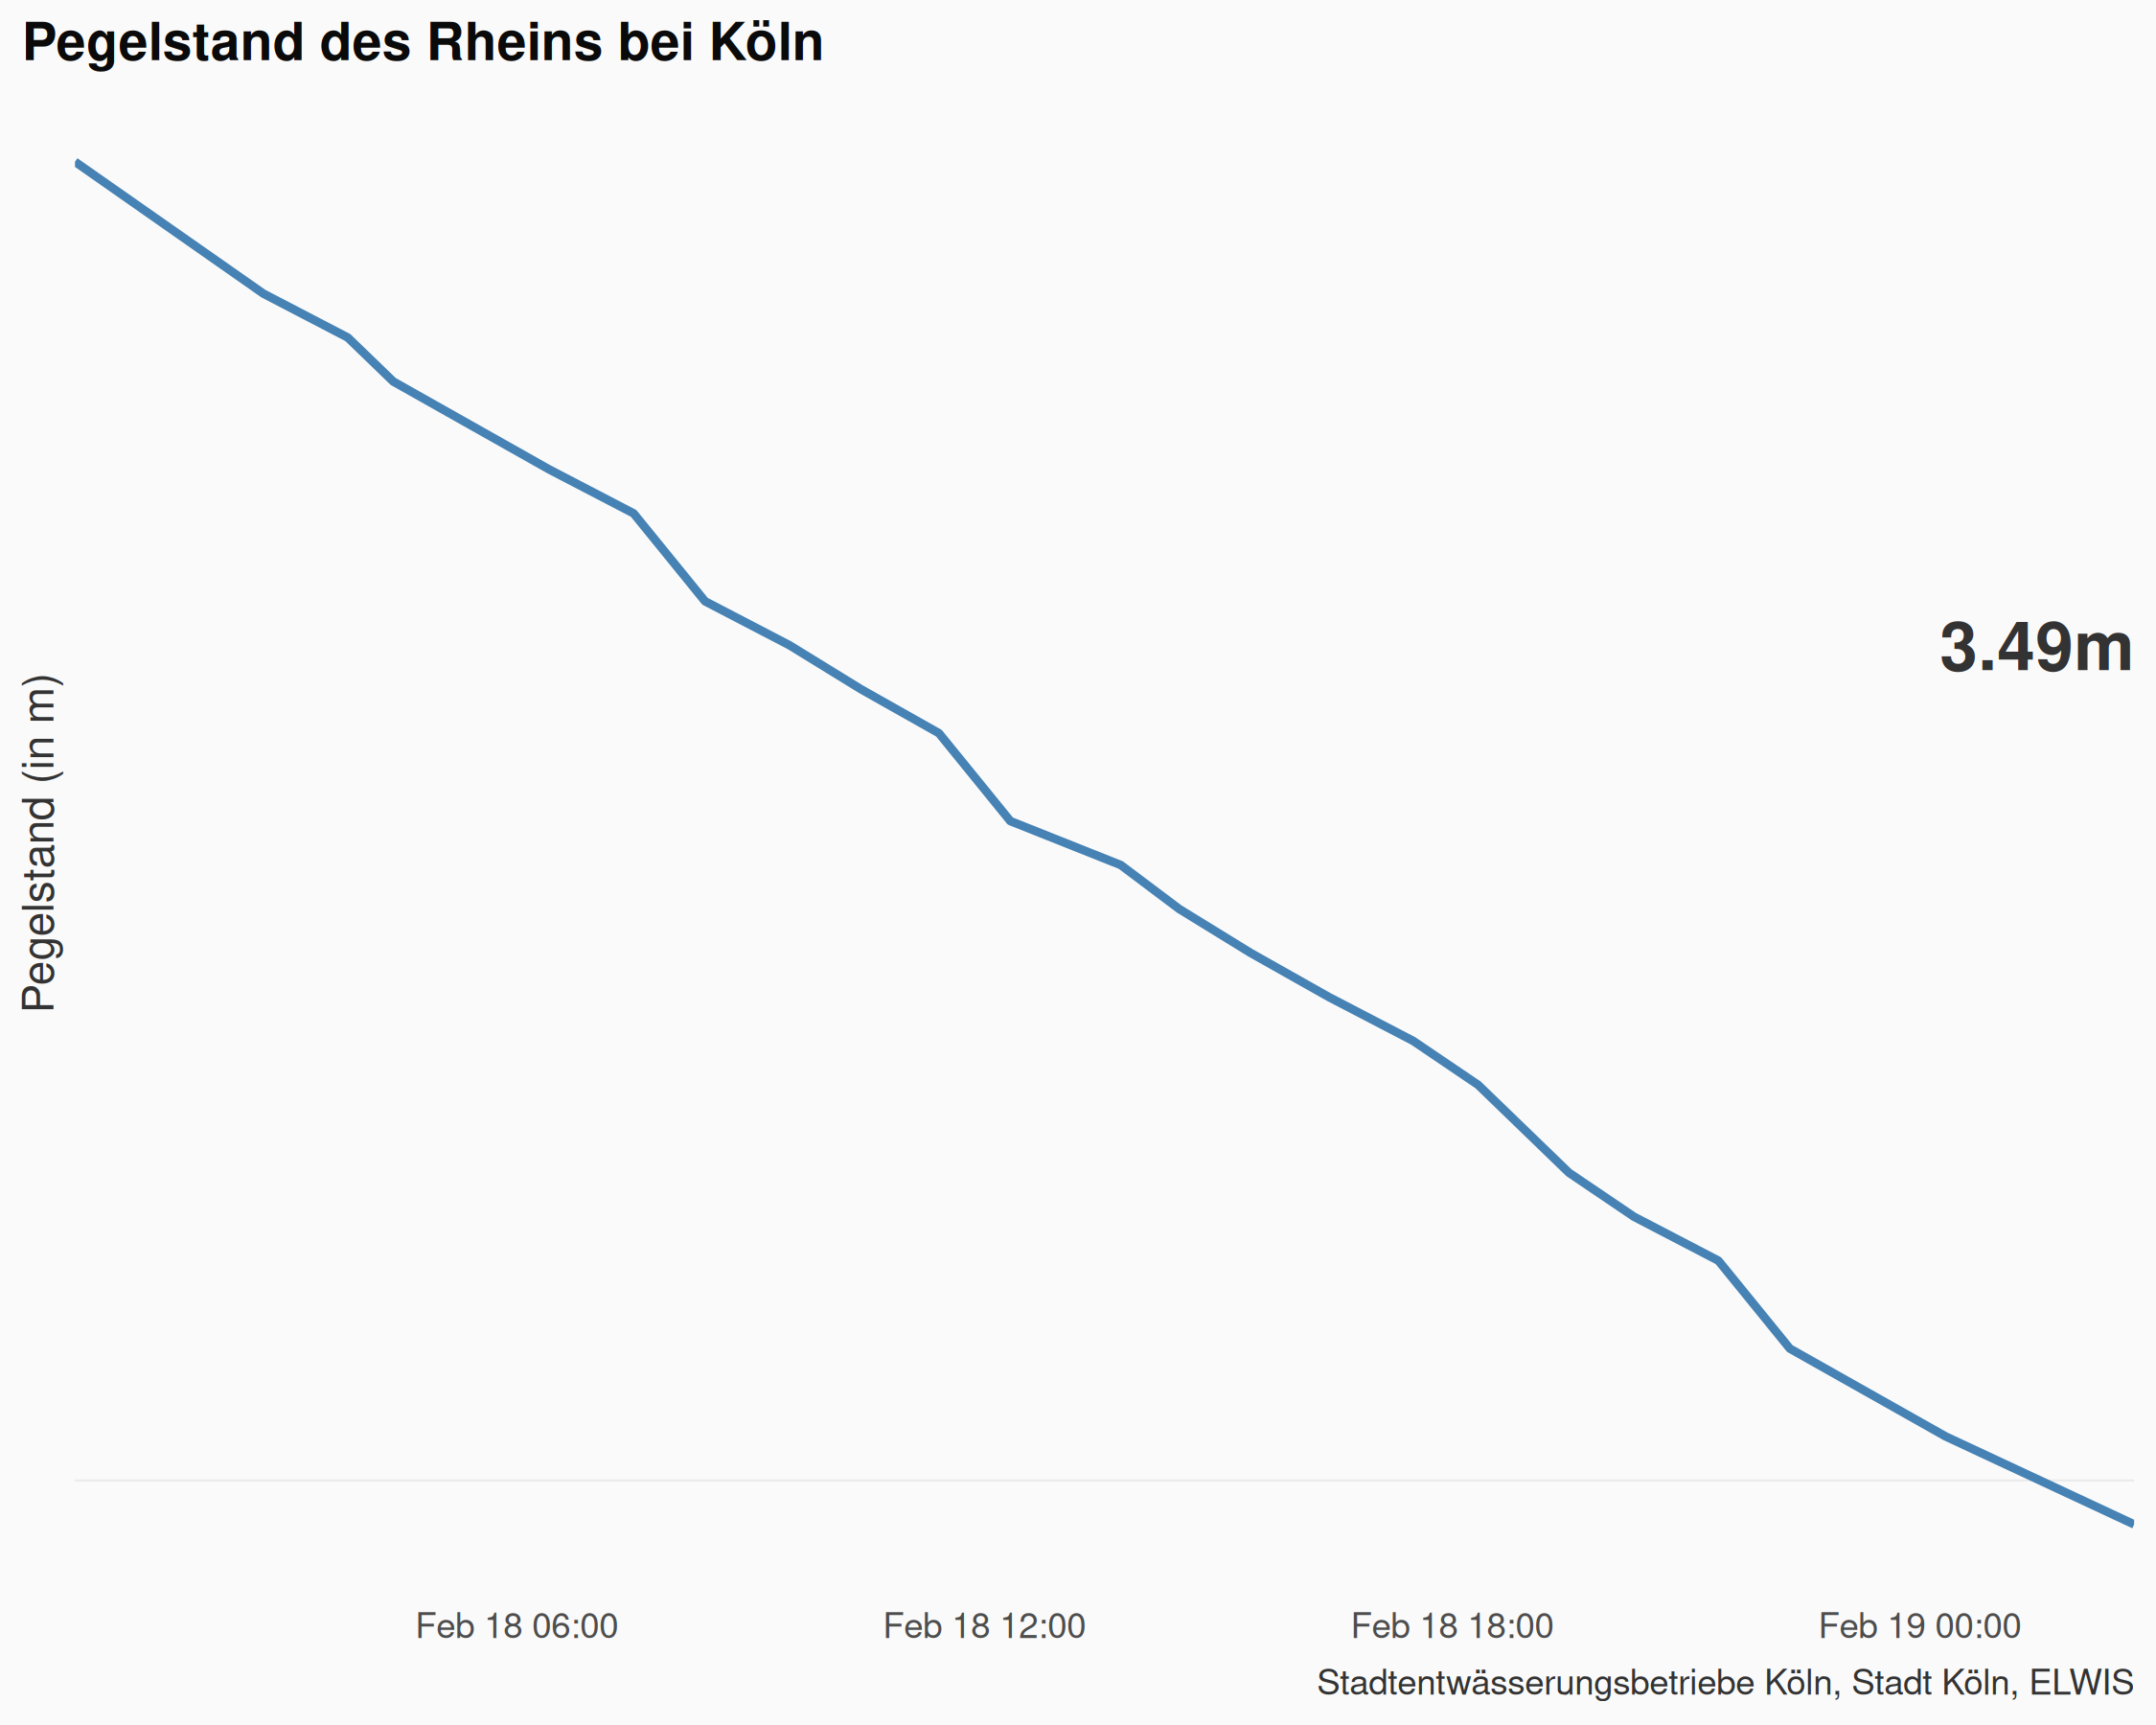 Pegelstand des Rheins bei Köln
3.49m
Pegelstand (in m)
Feb 18 06:00
Feb 18 12:00
Feb 18 18:00
Feb 19 00:00
Stadtentwässerungsbetriebe Köln, Stadt Köln, ELWIS